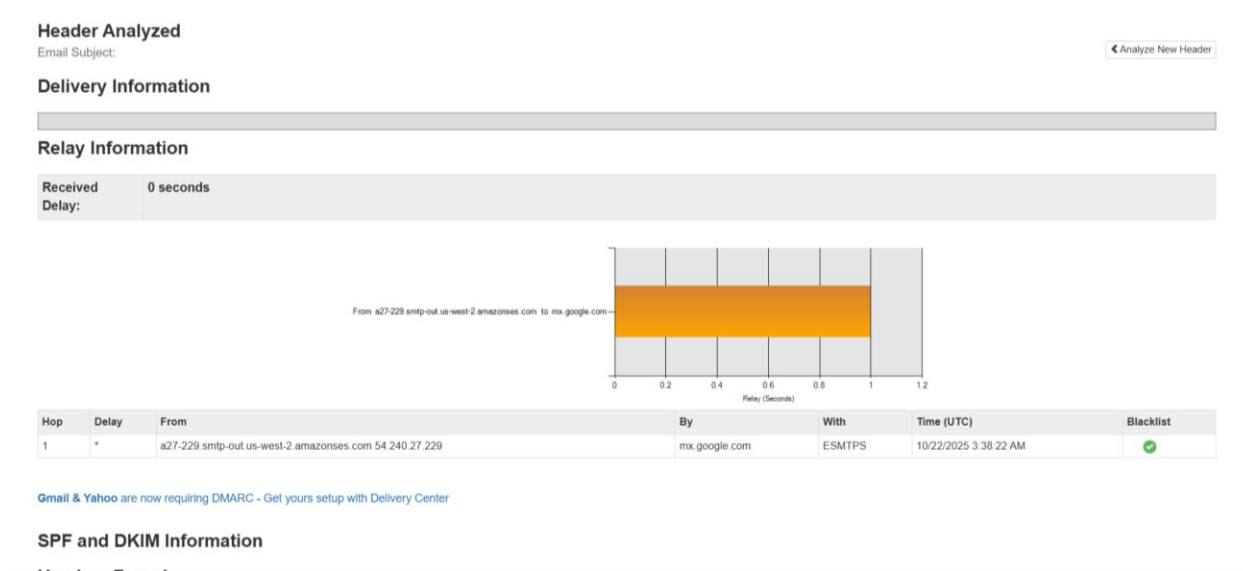 Header Analyzed
Email Subject:
Analyze New Header
Delivery Information
Relay Information
Received Delay: 0 seconds
From a27-229.smtp-out.us-west-2.amazonses.com to mx.google.com
0 0.2 0.4 0.6 0.8 1 1.2
Relay (Seconds)
Hop Delay From By With Time (UTC) Blacklist
1 * a27-229.smtp-out.us-west-2.amazonses.com 54.240.27.229 mx.google.com ESMTPS 10/22/2025 3:38:22 AM
Gmail & Yahoo are now requiring DMARC - Get yours setup with Delivery Center
SPF and DKIM Information